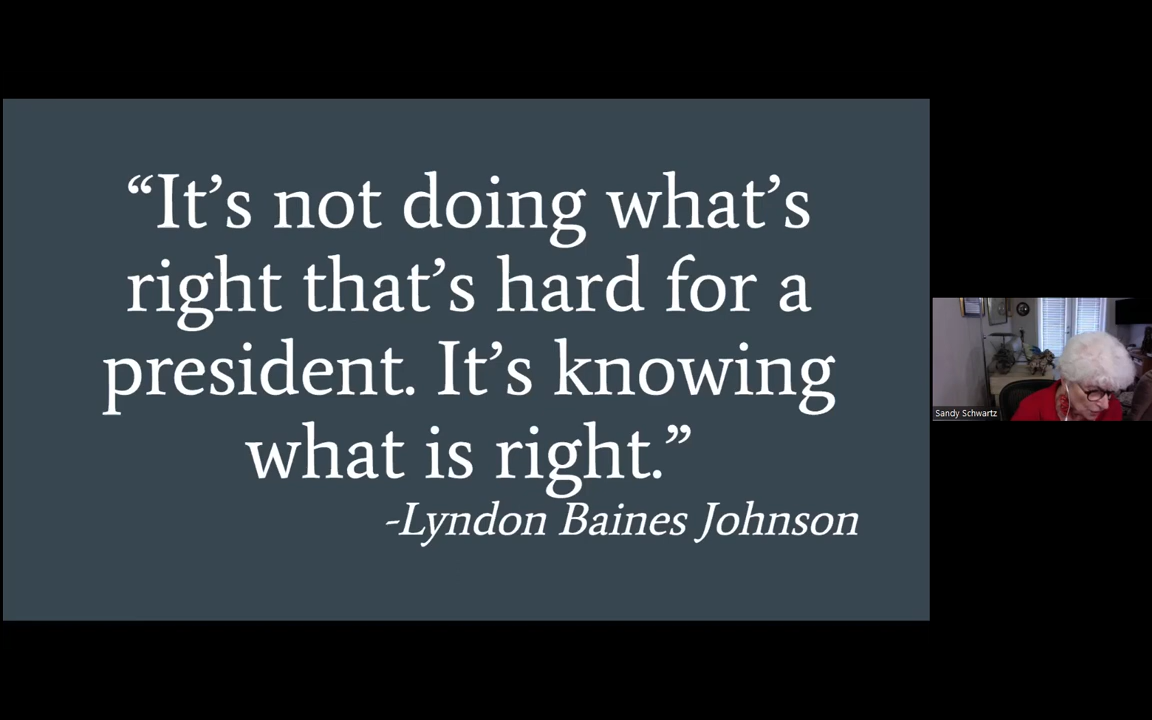 “It’s not doing what’s
right that’s hard for a
president. It’s knowing
what is right.”
-Lyndon Baines Johnson
Sandy Schwartz